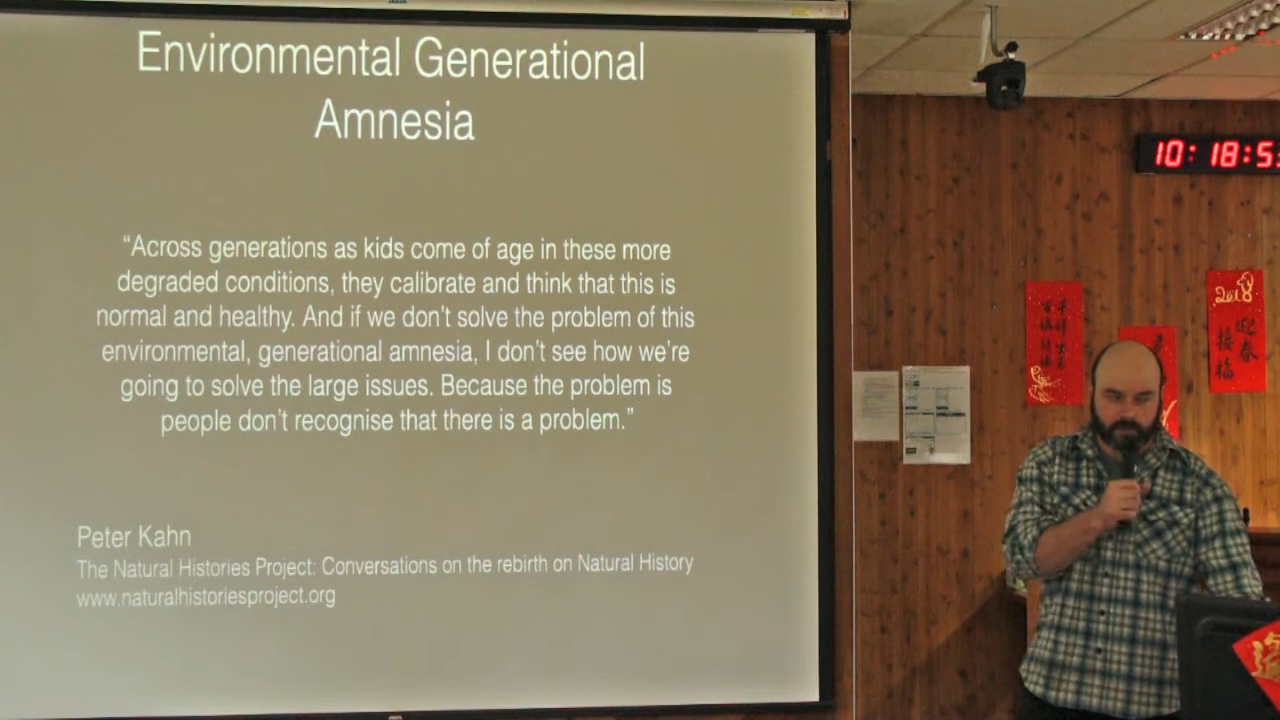 Environmental Generational
Amnesia
“Across generations as kids come of age in these more
degraded conditions, they calibrate and think that this is
normal and healthy. And if we don’t solve the problem of this
environmental, generational amnesia, I don’t see how we’re
going to solve the large issues. Because the problem is
people don’t recognise that there is a problem.”
Peter Kahn
The Natural Histories Project: Conversations on the rebirth on Natural History
www.naturalhistoriesproject.org
10:18:5
2018
迎春
接福